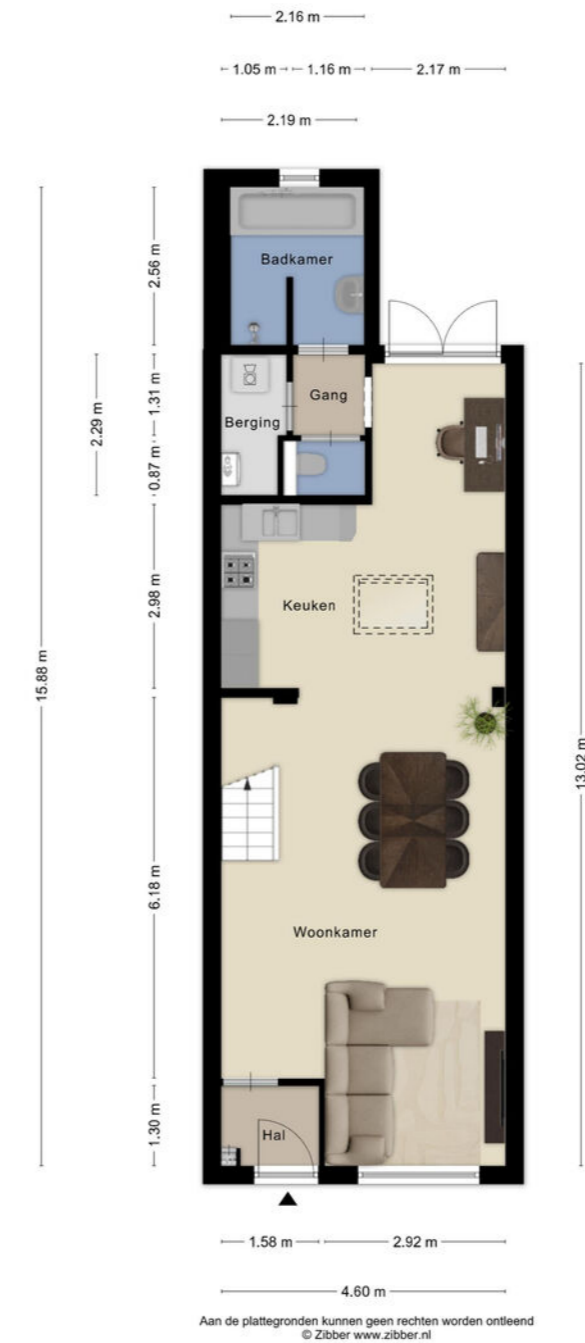 2.16 m
1.05 m 1.16 m 2.17 m
2.19 m
Badkamer
2.56 m
Gang
Berging
1.31 m
2.29 m
0.87 m
Keuken
2.98 m
15.88 m
13.02 m
6.18 m
Woonkamer
Hal
1.30 m
1.58 m 2.92 m
4.60 m
Aan de plattegronden kunnen geen rechten worden ontleend
© Zibber www.zibber.nl